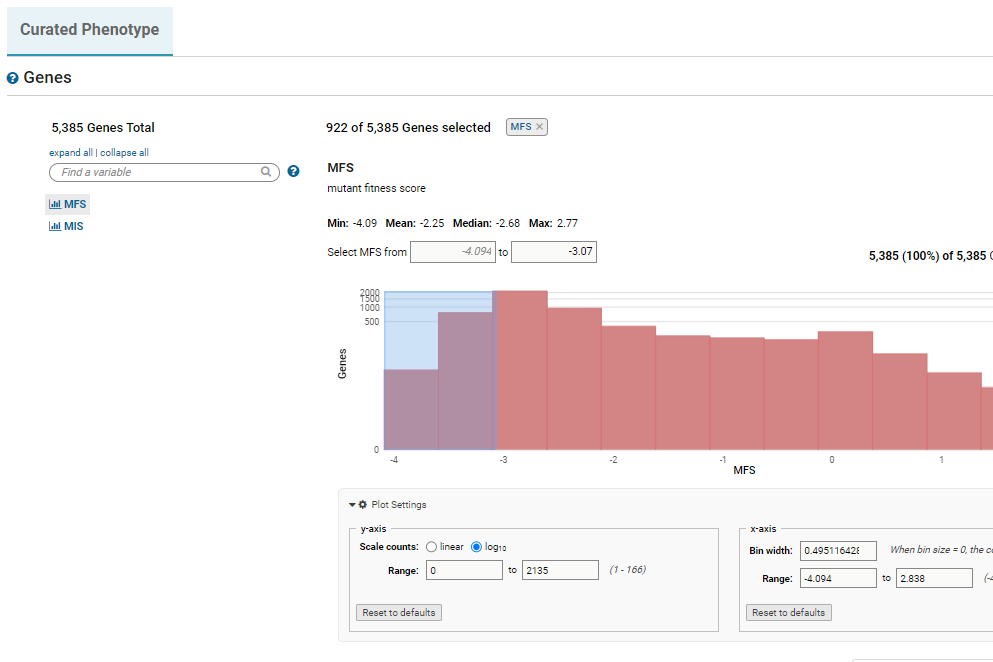 Curated Phenotype
Genes
5,385 Genes Total
922 of 5,385 Genes selected MFS ×
expand all | collapse all
Find a variable
MFS
MIS
MFS
mutant fitness score
Min: -4.09 Mean: -2.25 Median: -2.68 Max: 2.77
Select MFS from -4.094 to -3.07
5,385 (100%) of 5,385
2000
1500
1000
500
0
Genes
-4 -3 -2 -1 0 1
MFS
Plot Settings
y-axis
Scale counts: linear log10
Range: 0 to 2135 (1 - 166)
Reset to defaults
x-axis
Bin width: 0.495116428 When bin size = 0, the
Range: -4.094 to 2.838
Reset to defaults